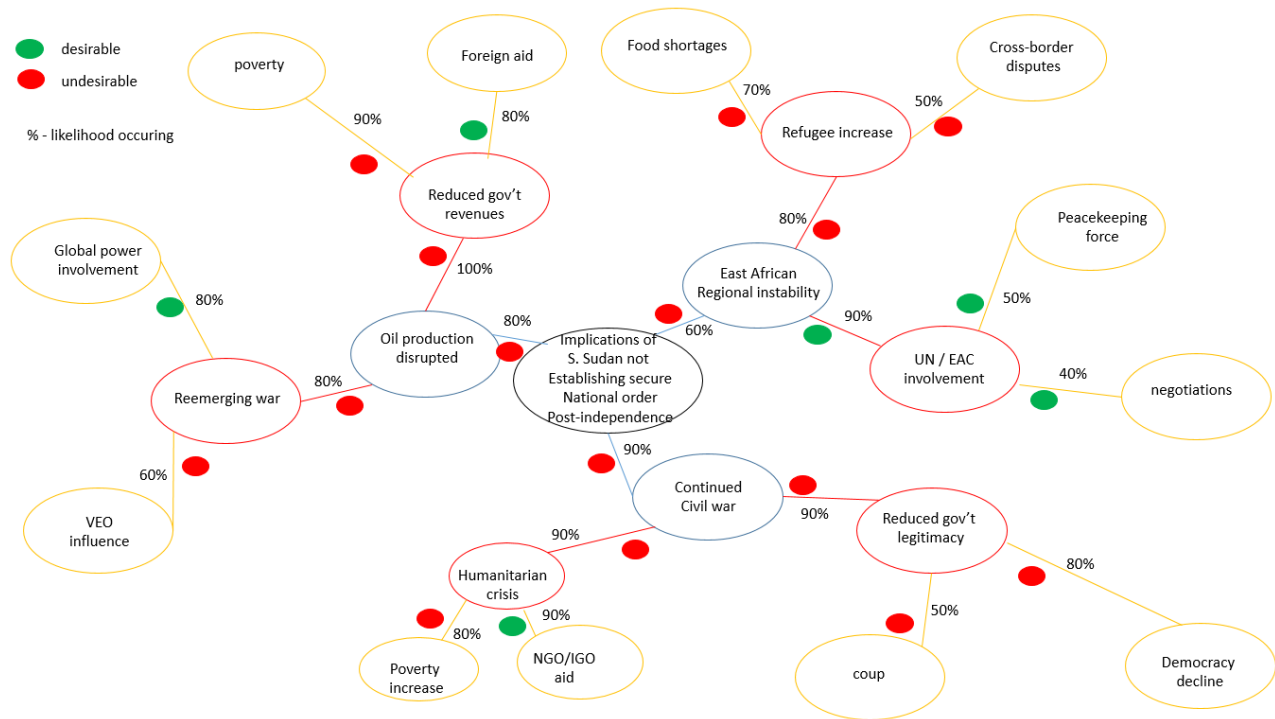 desirable
undesirable
% - likelihood occuring
poverty
Foreign aid
90%
80%
Reduced gov't
revenues
100%
Global power
involvement
80%
Oil production
disrupted
80%
80%
Reemerging war
60%
VEO
influence
Implications of
S. Sudan not
Establishing secure
National order
Post-independence
Food shortages
Cross-border
disputes
70%
50%
Refugee increase
80%
East African
Regional instability
60%
90%
Peacekeeping
force
50%
UN / EAC
involvement
40%
negotiations
90%
Continued
Civil war
90%
Reduced gov't
legitimacy
80%
50%
coup
Democracy
decline
90%
Humanitarian
crisis
80%
90%
Poverty
increase
NGO/IGO
aid